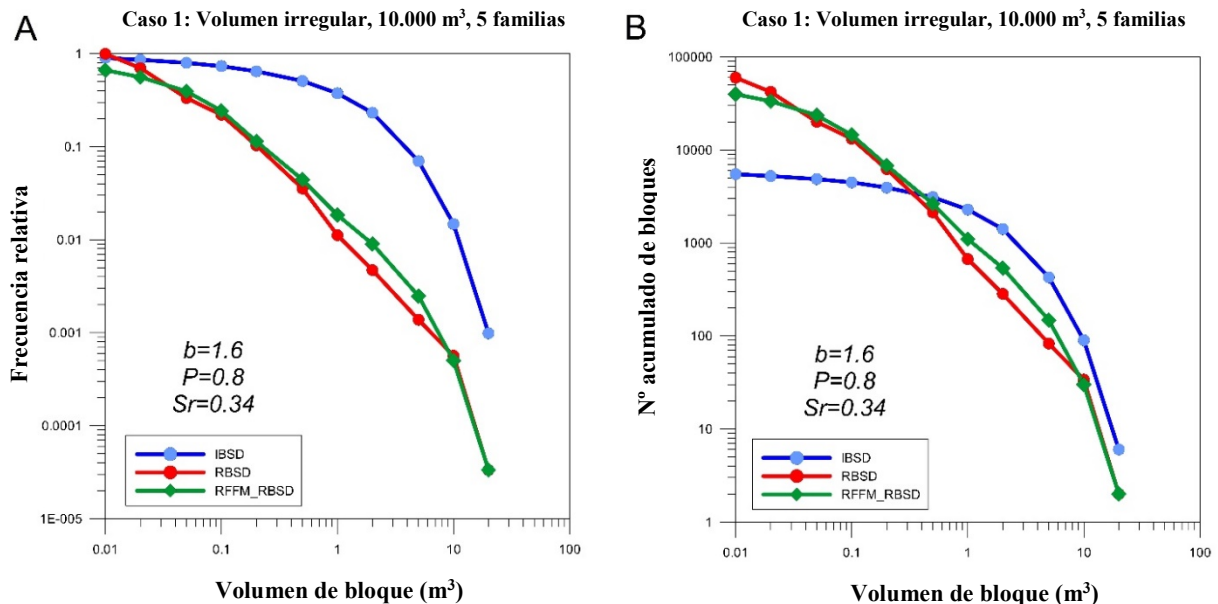 A
Caso 1: Volumen irregular, 10.000 m³, 5 familias
Frecuencia relativa
1
0.1
0.01
0.001
0.0001
1E-005
b=1.6
P=0.8
Sr=0.34
IBSD
RBSD
RFFM_RBSD
0.01
0.1
1
10
100
Volumen de bloque (m³)
B
Caso 1: Volumen irregular, 10.000 m³, 5 familias
Nº acumulado de bloques
100000
10000
1000
100
10
1
b=1.6
P=0.8
Sr=0.34
IBSD
RBSD
RFFM_RBSD
0.01
0.1
1
10
100
Volumen de bloque (m³)